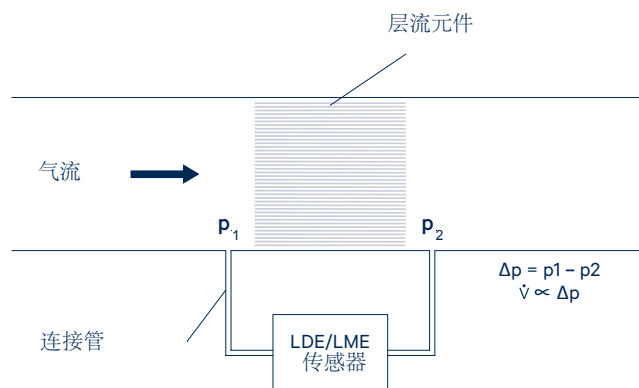 层流元件
气流
p1
p2
Δp = p1 – p2
V̇ ∝ Δp
连接管
LDE/LME
传感器